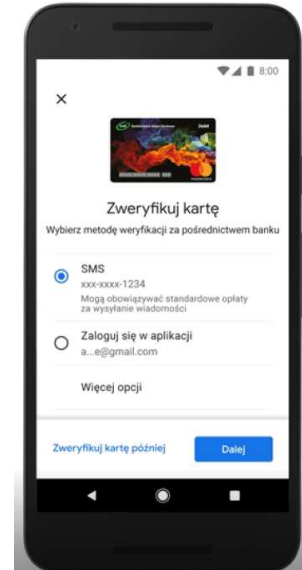 8:00
Debit
Zweryfikuj kartę
Wybierz metodę weryfikacji za pośrednictwem banku
SMS
xxx-xxxx-1234
Mogą obowiązywać standardowe opłaty
za wysyłanie wiadomości
Zaloguj się w aplikacji
a...e@gmail.com
Więcej opcji
Zweryfikuj kartę później
Dalej